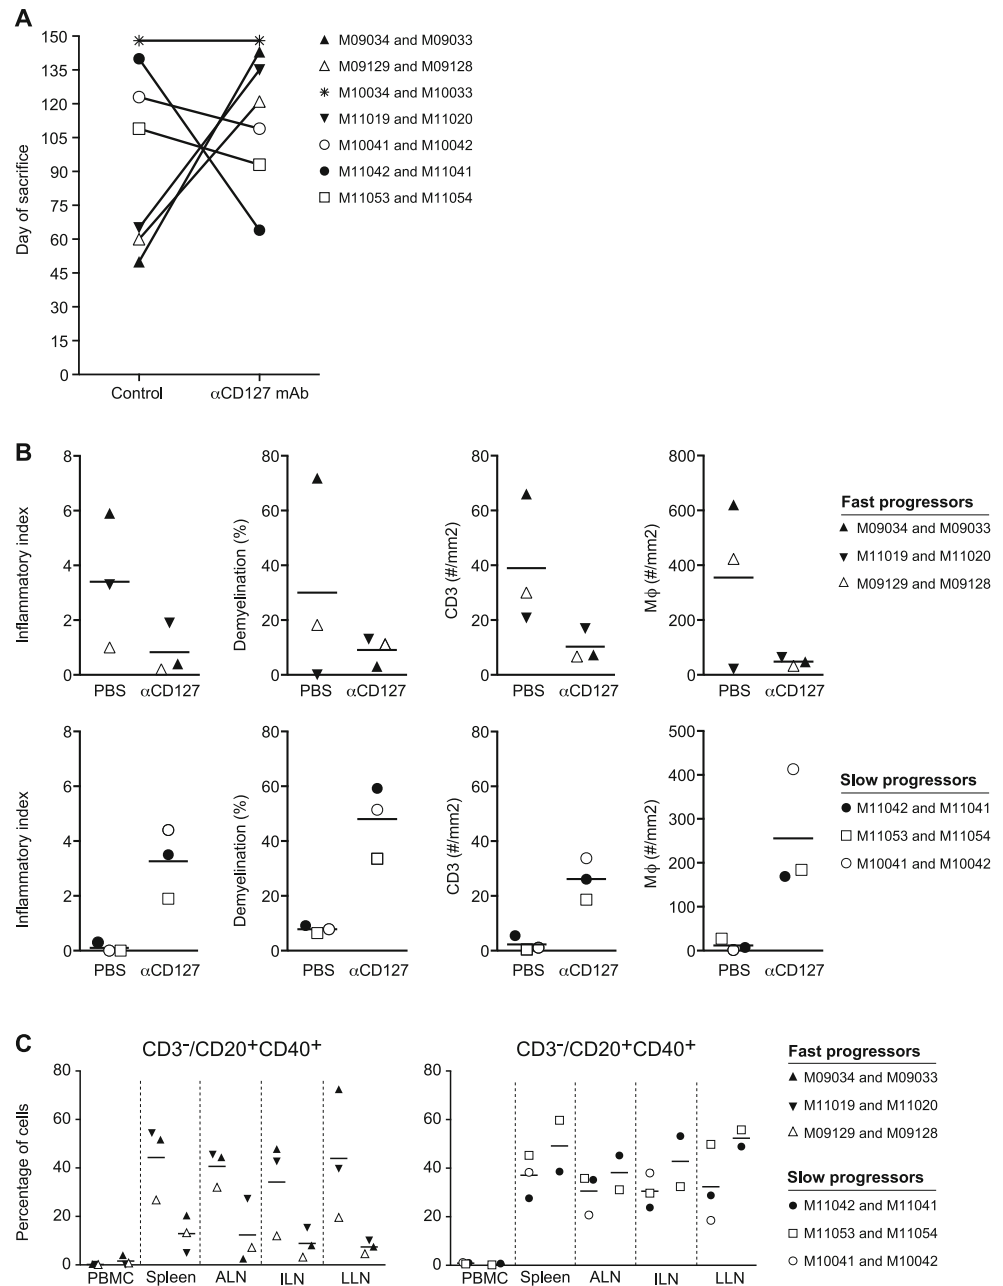 A
150
135
120
105
90
75
60
45
30
15
0
Day of sacrifice
Control
αCD127 mAb
M09034 and M09033
M09129 and M09128
M10034 and M10033
M11019 and M11020
M10041 and M10042
M11042 and M11041
M11053 and M11054
B
Inflammatory index
8
6
4
2
0
PBS
αCD127
Demyelination (%)
80
60
40
20
0
PBS
αCD127
CD3 (#/mm2)
80
60
40
20
0
PBS
αCD127
Mϕ (#/mm2)
800
600
400
200
0
PBS
αCD127
Fast progressors
M09034 and M09033
M11019 and M11020
M09129 and M09128
Inflammatory index
8
6
4
2
0
PBS
αCD127
Demyelination (%)
80
60
40
20
0
PBS
αCD127
CD3 (#/mm2)
80
60
40
20
0
PBS
αCD127
Mϕ (#/mm2)
500
400
300
200
100
0
PBS
αCD127
Slow progressors
M11042 and M11041
M11053 and M11054
M10041 and M10042
C
CD3⁻/CD20⁺CD40⁺
Percentage of cells
80
60
40
20
0
PBMC
Spleen
ALN
ILN
LLN
CD3⁻/CD20⁺CD40⁺
80
60
40
20
0
PBMC
Spleen
ALN
ILN
LLN
Fast progressors
M09034 and M09033
M11019 and M11020
M09129 and M09128
Slow progressors
M11042 and M11041
M11053 and M11054
M10041 and M10042